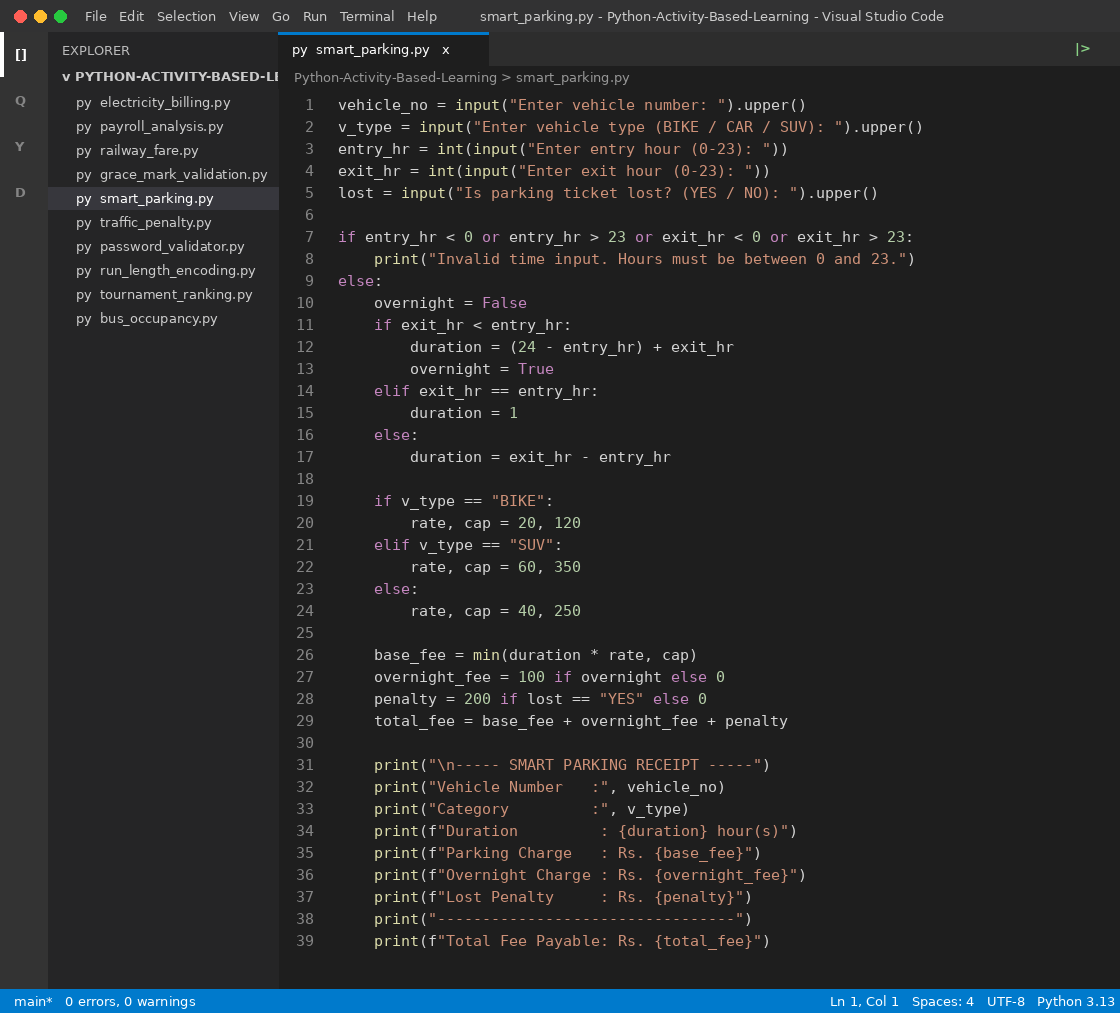 File Edit Selection View Go Run Terminal Help smart_parking.py - Python-Activity-Based-Learning - Visual Studio Code
[]
Q
Y
D
EXPLORER
v PYTHON-ACTIVITY-BASED-LE
py electricity_billing.py
py payroll_analysis.py
py railway_fare.py
py grace_mark_validation.py
py smart_parking.py
py traffic_penalty.py
py password_validator.py
py run_length_encoding.py
py tournament_ranking.py
py bus_occupancy.py
py smart_parking.py x |>
Python-Activity-Based-Learning > smart_parking.py
1 vehicle_no = input("Enter vehicle number: ").upper()
2 v_type = input("Enter vehicle type (BIKE / CAR / SUV): ").upper()
3 entry_hr = int(input("Enter entry hour (0-23): "))
4 exit_hr = int(input("Enter exit hour (0-23): "))
5 lost = input("Is parking ticket lost? (YES / NO): ").upper()
6
7 if entry_hr < 0 or entry_hr > 23 or exit_hr < 0 or exit_hr > 23:
8     print("Invalid time input. Hours must be between 0 and 23.")
9 else:
10     overnight = False
11     if exit_hr < entry_hr:
12         duration = (24 - entry_hr) + exit_hr
13         overnight = True
14     elif exit_hr == entry_hr:
15         duration = 1
16     else:
17         duration = exit_hr - entry_hr
18
19     if v_type == "BIKE":
20         rate, cap = 20, 120
21     elif v_type == "SUV":
22         rate, cap = 60, 350
23     else:
24         rate, cap = 40, 250
25
26     base_fee = min(duration * rate, cap)
27     overnight_fee = 100 if overnight else 0
28     penalty = 200 if lost == "YES" else 0
29     total_fee = base_fee + overnight_fee + penalty
30
31     print("\n----- SMART PARKING RECEIPT -----")
32     print("Vehicle Number   :", vehicle_no)
33     print("Category         :", v_type)
34     print(f"Duration         : {duration} hour(s)")
35     print(f"Parking Charge   : Rs. {base_fee}")
36     print(f"Overnight Charge : Rs. {overnight_fee}")
37     print(f"Lost Penalty     : Rs. {penalty}")
38     print("---------------------------------")
39     print(f"Total Fee Payable: Rs. {total_fee}")
main* 0 errors, 0 warnings Ln 1, Col 1 Spaces: 4 UTF-8 Python 3.13